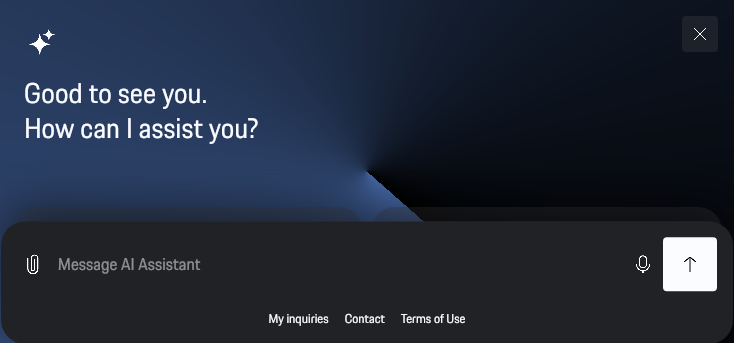 Good to see you.
How can I assist you?
Message AI Assistant
My inquiries Contact Terms of Use